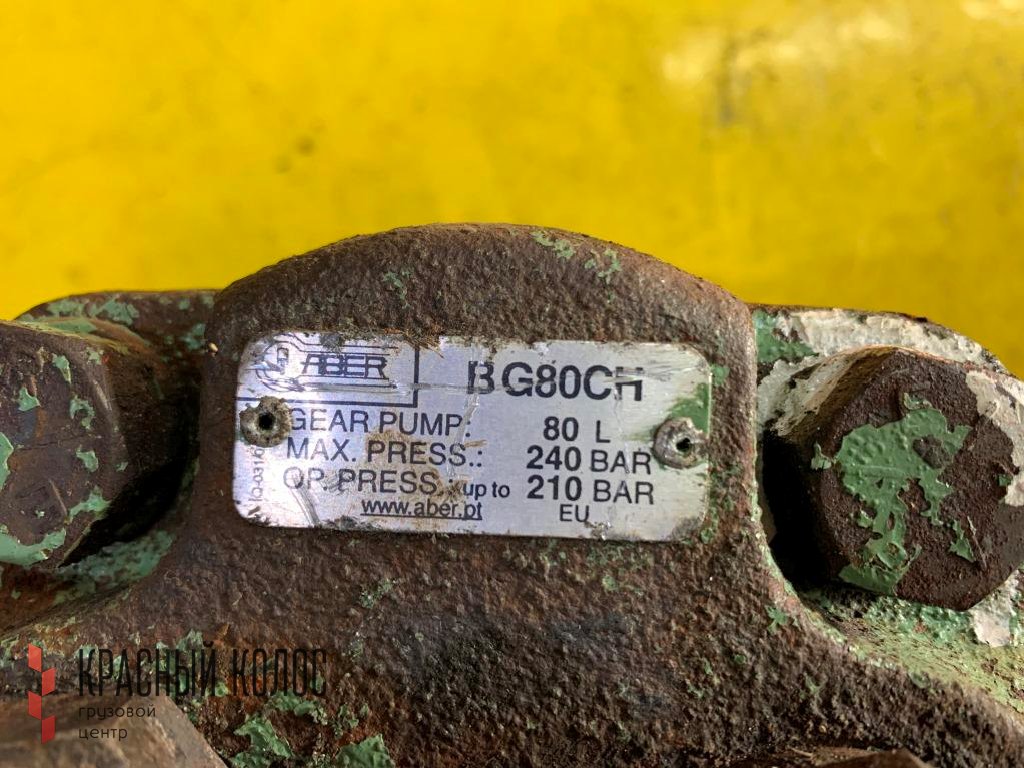 ABER
BG80CH
GEAR PUMP: 80 L
MAX. PRESS.: 240 BAR
OP. PRESS.: up to 210 BAR
www.aber.pt EU
КРАСНЫЙ КОЛОС
грузовой
центр